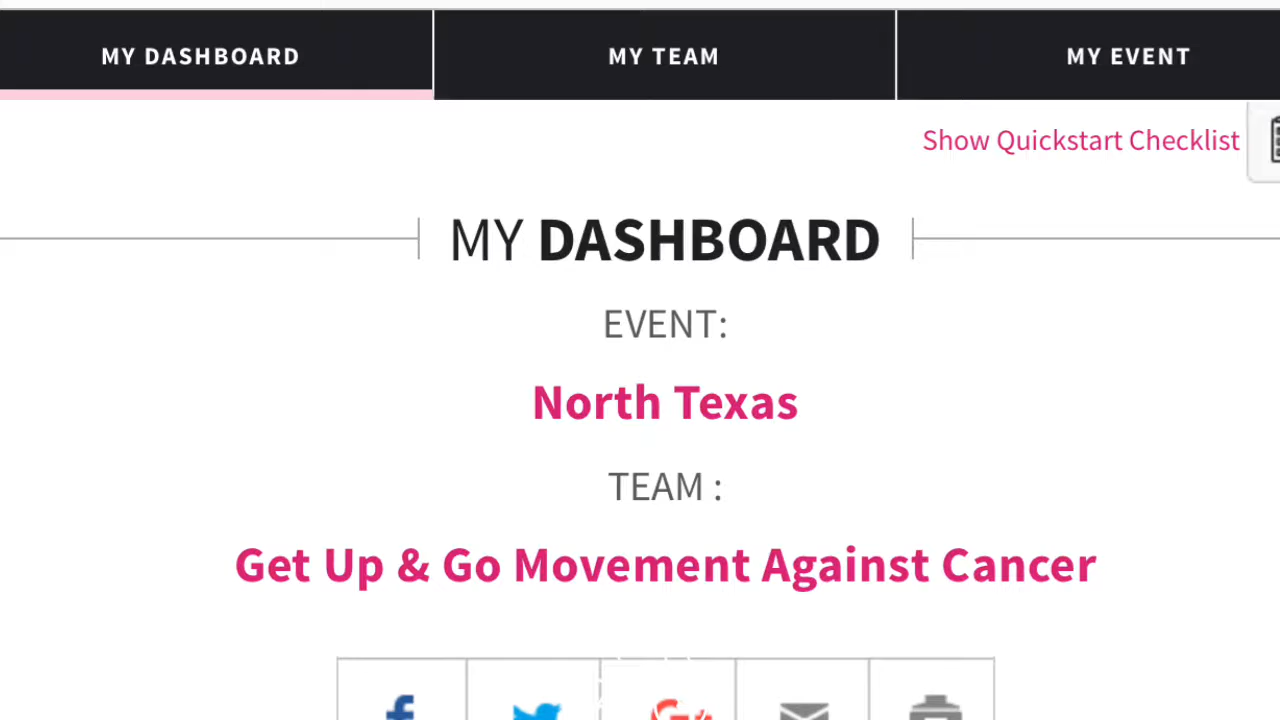 MY DASHBOARD
MY TEAM
MY EVENT
Show Quickstart Checklist
MY DASHBOARD
EVENT:
North Texas
TEAM :
Get Up & Go Movement Against Cancer